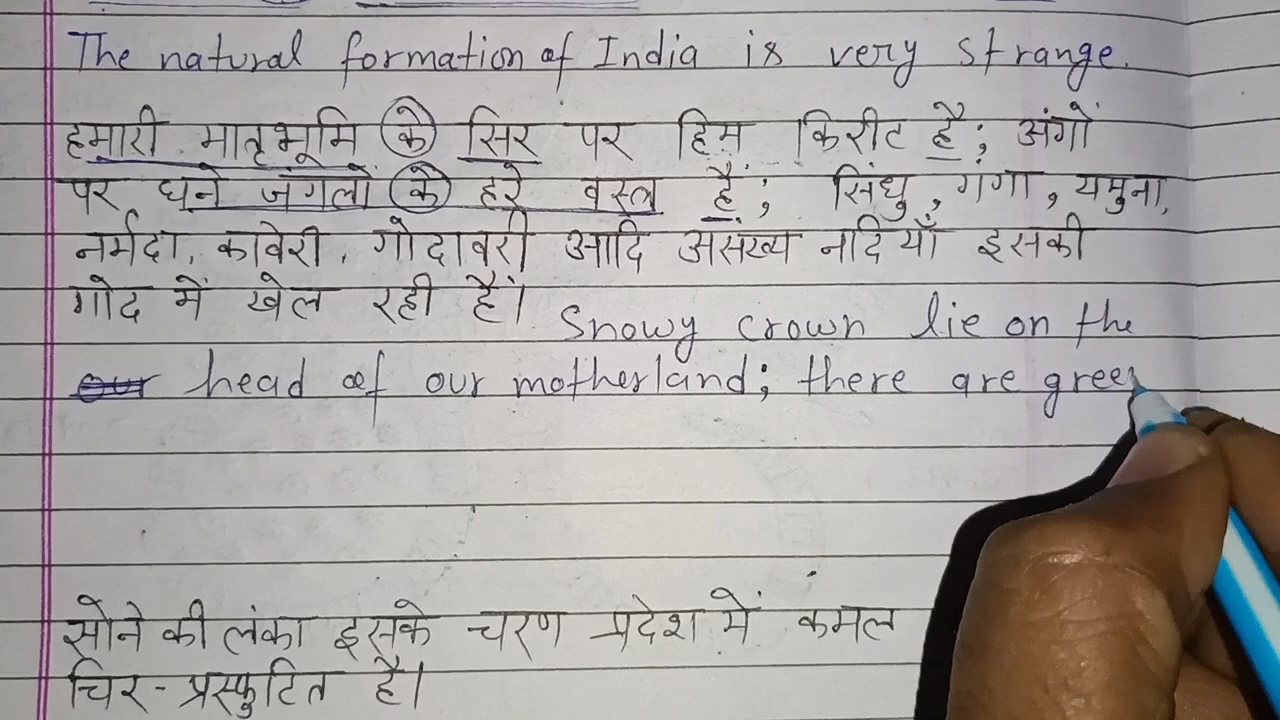 The natural formation of India is very strange.
हमारी मातृभूमि के सिर पर हिम किरीट है; अंगों
पर घने जंगलों के हरे वस्त्र हैं; सिंधु, गंगा, यमुना,
नर्मदा, कावेरी, गोदावरी आदि असंख्य नदियाँ इसकी
गोद में खेल रही हैं। Snowy crown lie on the
our head of our motherland; there are green
सोने की लंका इसके चरण प्रदेश में कमल
चिर-प्रस्फुटित है।